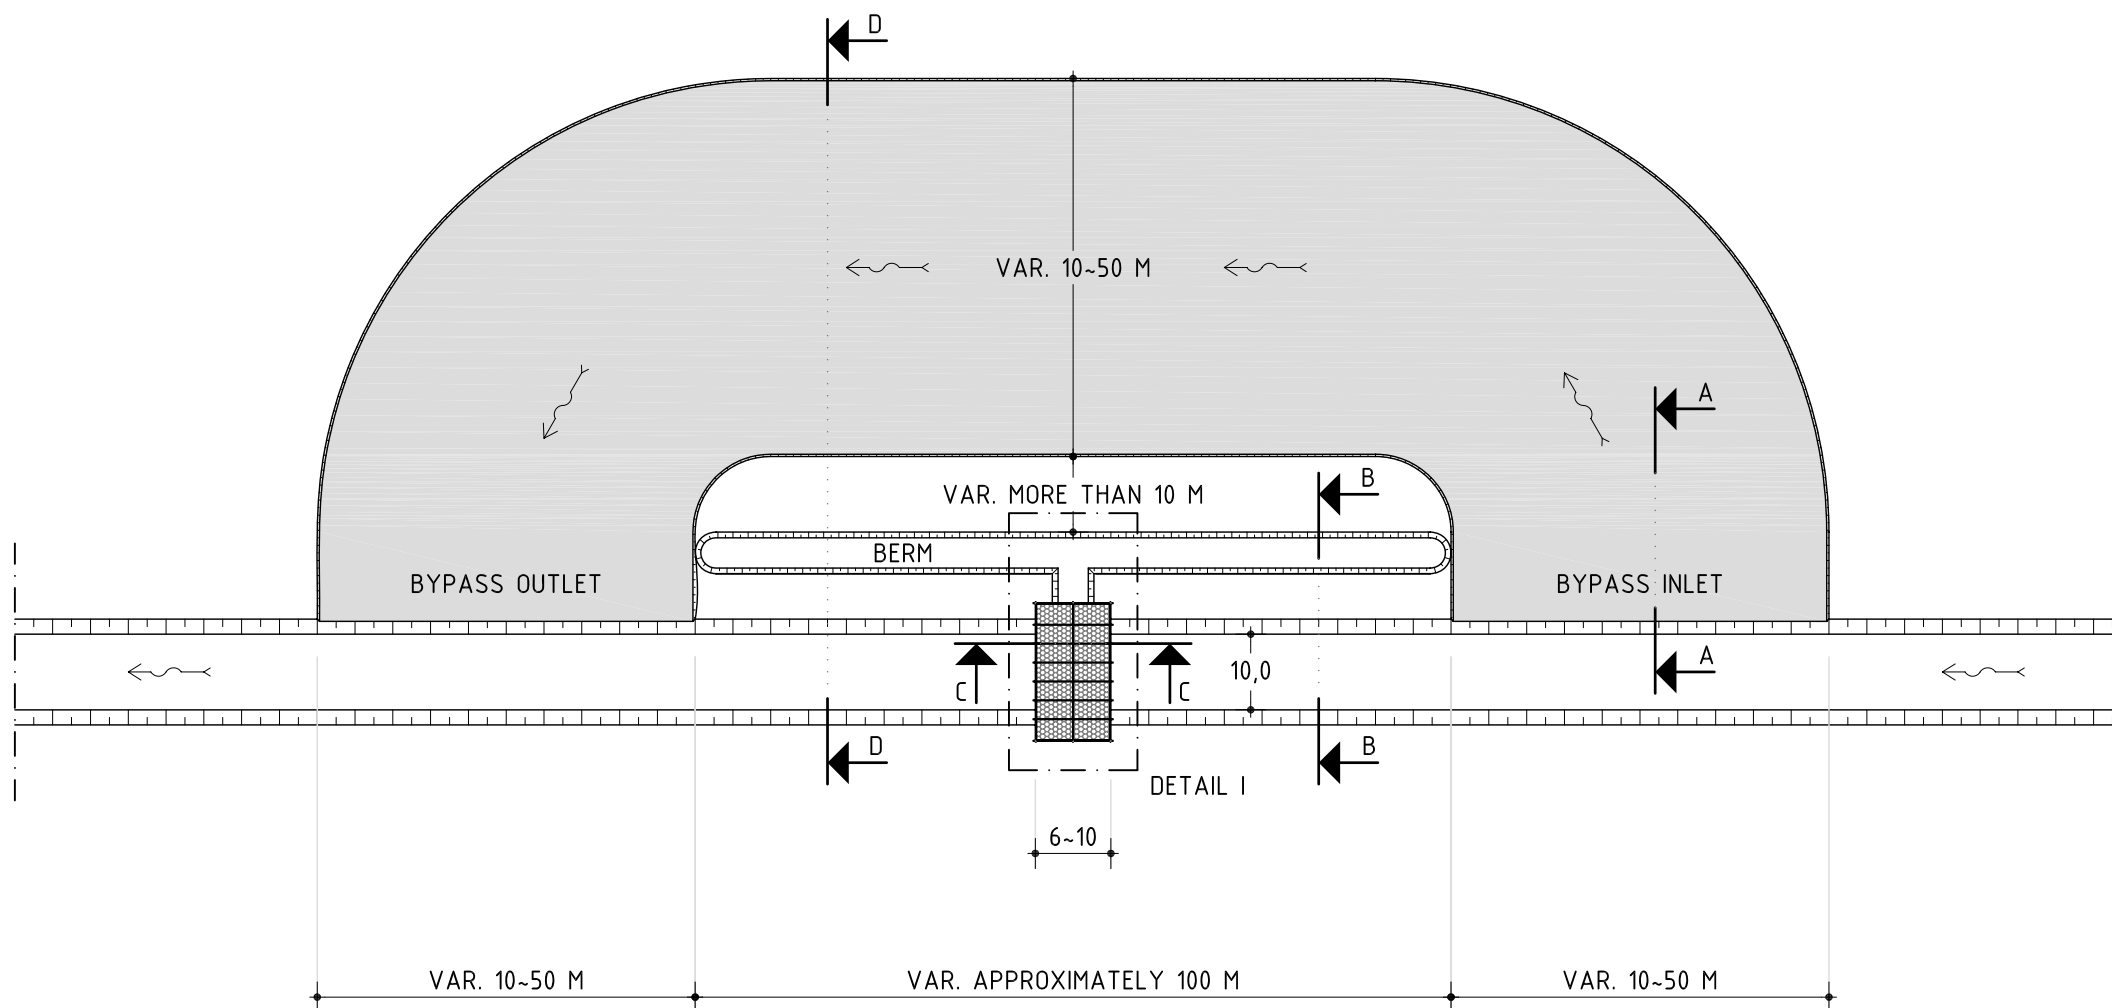 D
VAR. 10~50 M
A
VAR. MORE THAN 10 M
B
BERM
BYPASS OUTLET
BYPASS INLET
10,0
A
C
C
D
B
DETAIL I
6~10
VAR. 10~50 M
VAR. APPROXIMATELY 100 M
VAR. 10~50 M